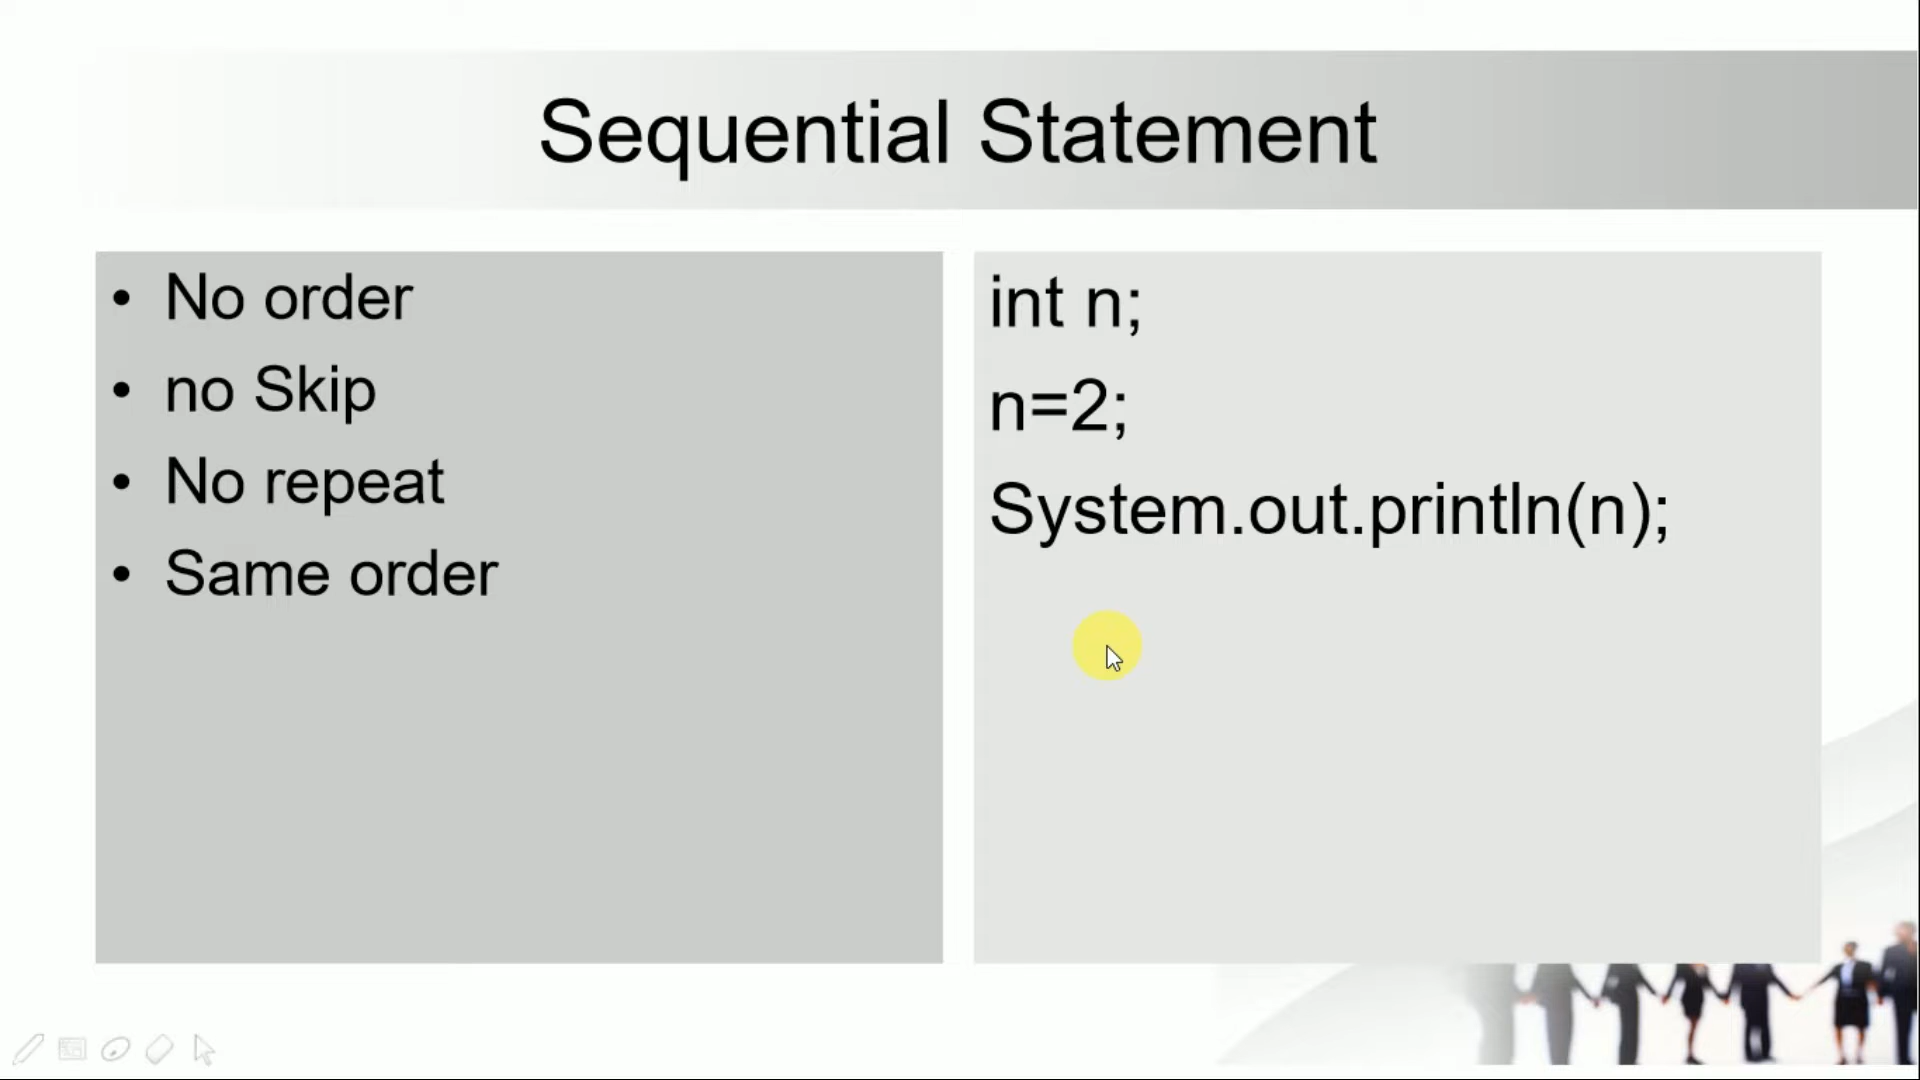 Sequential Statement
• No order
• no Skip
• No repeat
• Same order
int n;
n=2;
System.out.println(n);